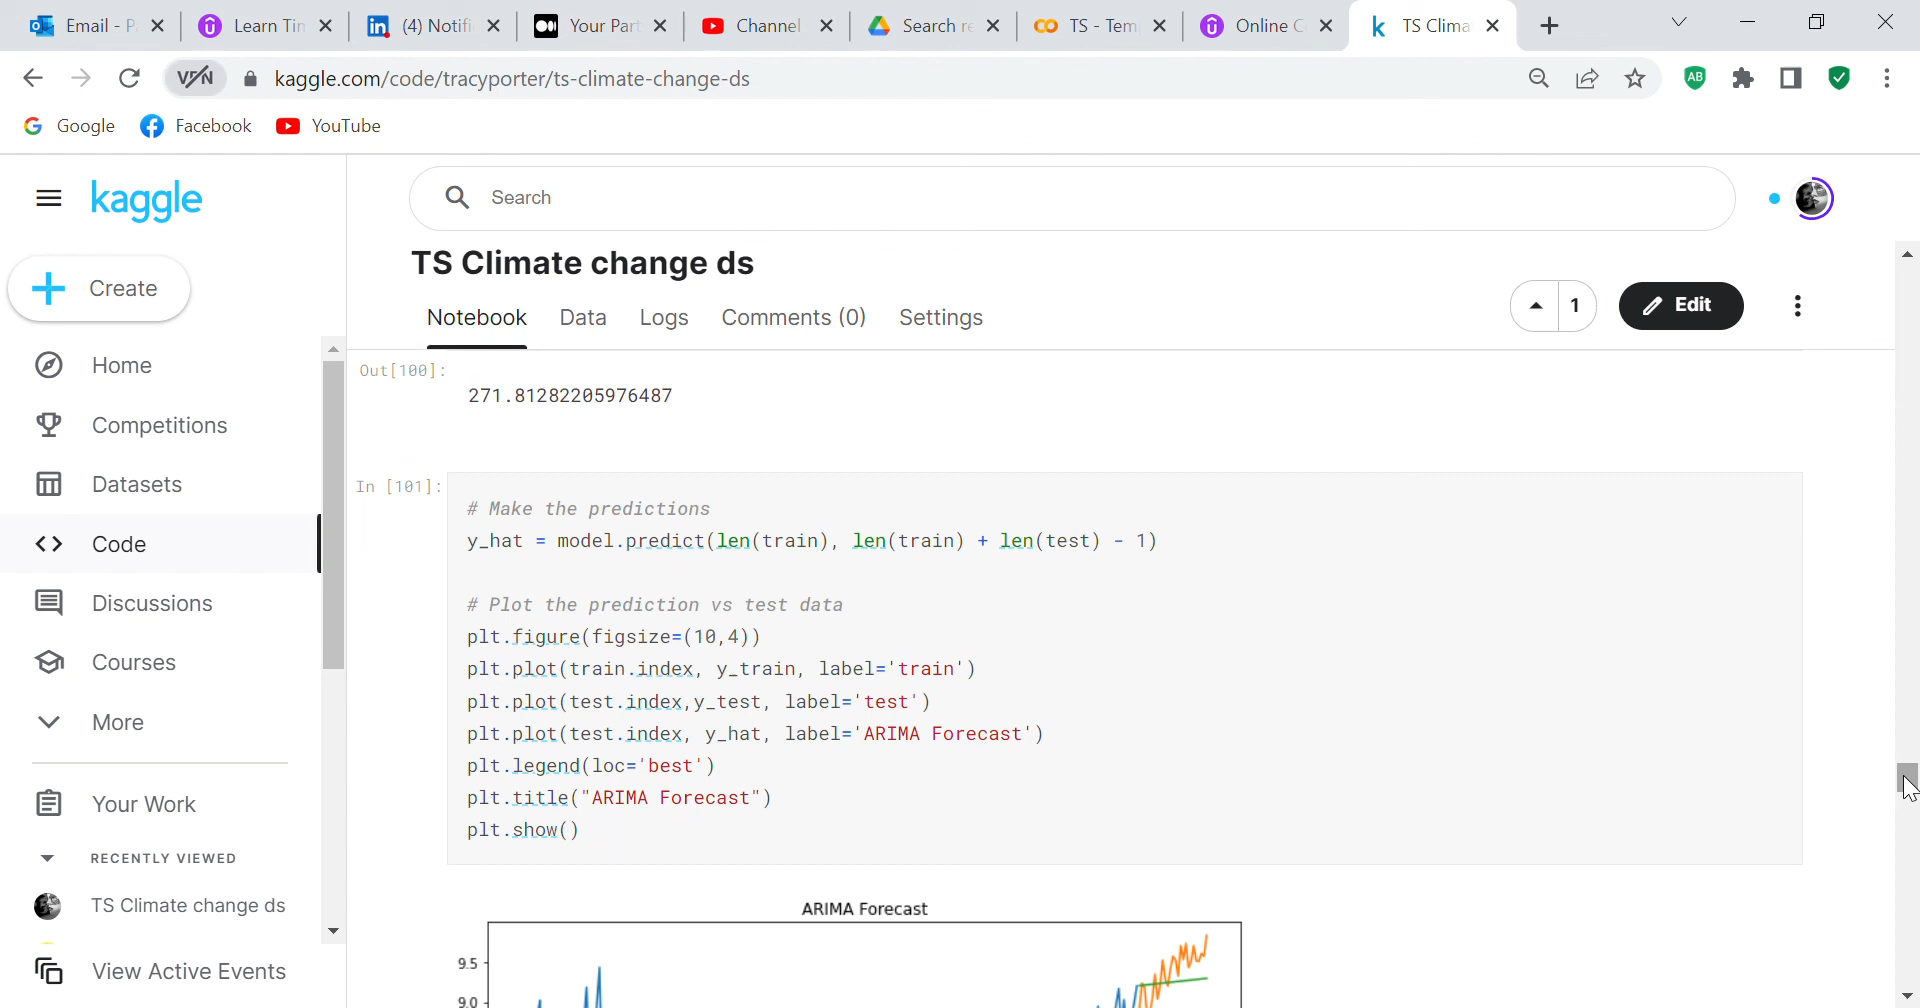 Email - P
Learn Tin
(4) Notifi
Your Part
Channel
Search re
TS - Tem
Online C
TS Clima
VPN
kaggle.com/code/tracyporter/ts-climate-change-ds
AB
Google
Facebook
YouTube
kaggle
Search
Create
TS Climate change ds
Notebook
Data
Logs
Comments (0)
Settings
1
Edit
Home
Competitions
Datasets
Code
Discussions
Courses
More
Your Work
RECENTLY VIEWED
TS Climate change ds
View Active Events
Out[100]:
271.81282205976487
In [101]:
# Make the predictions
y_hat = model.predict(len(train), len(train) + len(test) - 1)
# Plot the prediction vs test data
plt.figure(figsize=(10,4))
plt.plot(train.index, y_train, label='train')
plt.plot(test.index,y_test, label='test')
plt.plot(test.index, y_hat, label='ARIMA Forecast')
plt.legend(loc='best')
plt.title("ARIMA Forecast")
plt.show()
ARIMA Forecast
9.5
9.0